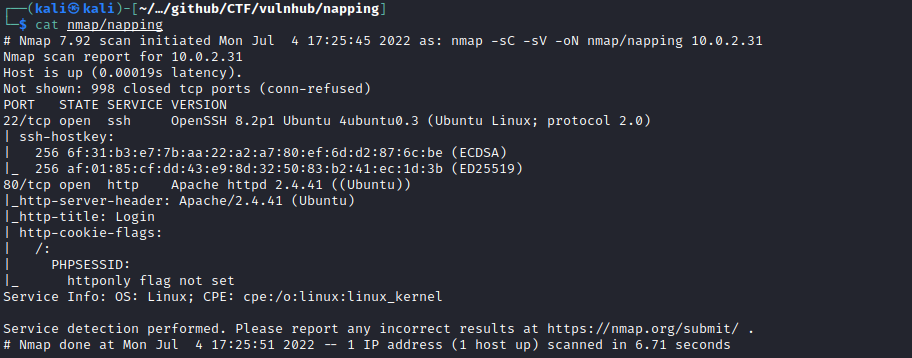 ┌──(kali㉿kali)-[~/…/github/CTF/vulnhub/napping]
└─$ cat nmap/napping
# Nmap 7.92 scan initiated Mon Jul  4 17:25:45 2022 as: nmap -sC -sV -oN nmap/napping 10.0.2.31
Nmap scan report for 10.0.2.31
Host is up (0.00019s latency).
Not shown: 998 closed tcp ports (conn-refused)
PORT   STATE SERVICE VERSION
22/tcp open  ssh     OpenSSH 8.2p1 Ubuntu 4ubuntu0.3 (Ubuntu Linux; protocol 2.0)
| ssh-hostkey:
|   256 6f:31:b3:e7:7b:aa:22:a2:a7:80:ef:6d:d2:87:6c:be (ECDSA)
|_  256 af:01:85:cf:dd:43:e9:8d:32:50:83:b2:41:ec:1d:3b (ED25519)
80/tcp open  http    Apache httpd 2.4.41 ((Ubuntu))
|_http-server-header: Apache/2.4.41 (Ubuntu)
|_http-title: Login
| http-cookie-flags:
|   /:
|     PHPSESSID:
|_      httponly flag not set
Service Info: OS: Linux; CPE: cpe:/o:linux:linux_kernel

Service detection performed. Please report any incorrect results at https://nmap.org/submit/ .
# Nmap done at Mon Jul  4 17:25:51 2022 -- 1 IP address (1 host up) scanned in 6.71 seconds